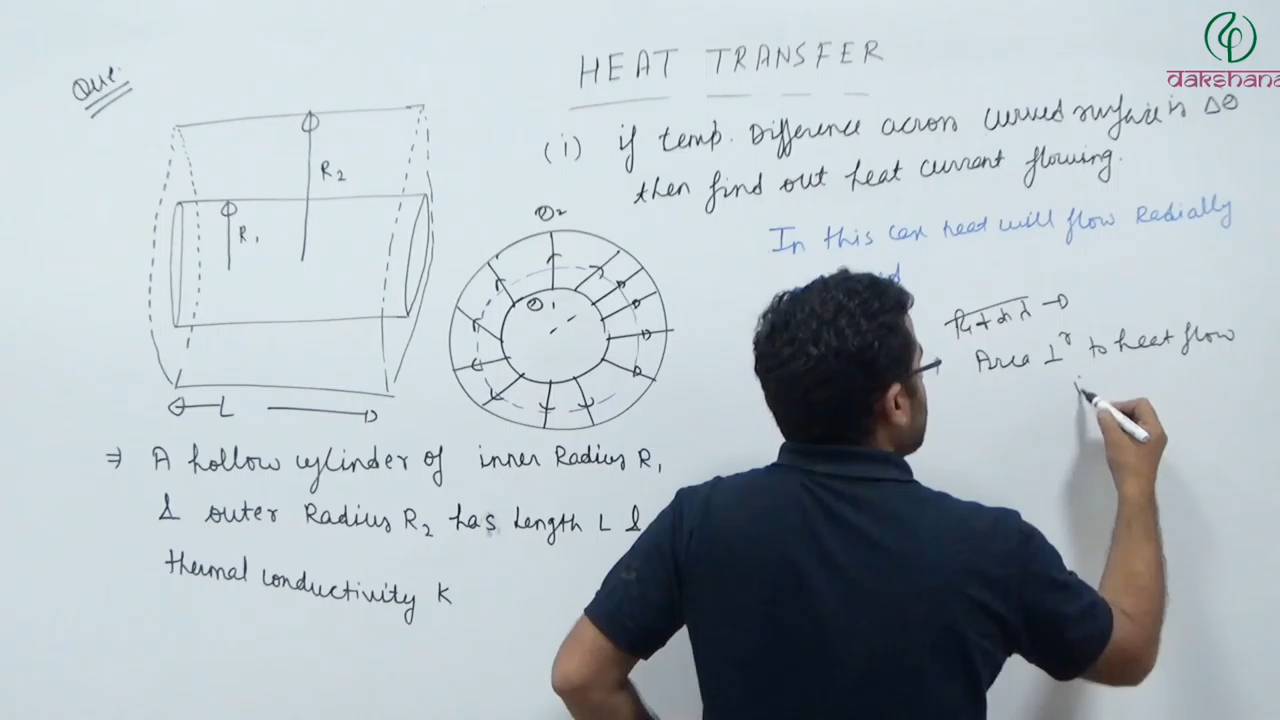 Que.
HEAT TRANSFER
dakshana
(i) if temp. Difference across curved surface is Δθ
then find out heat current flowing.
In this case heat will flow Radially
Area ⊥r to heat flow
R2
R1
θ2
L
⇒ A hollow cylinder of inner Radius R1
& outer Radius R2 has length L &
thermal conductivity K